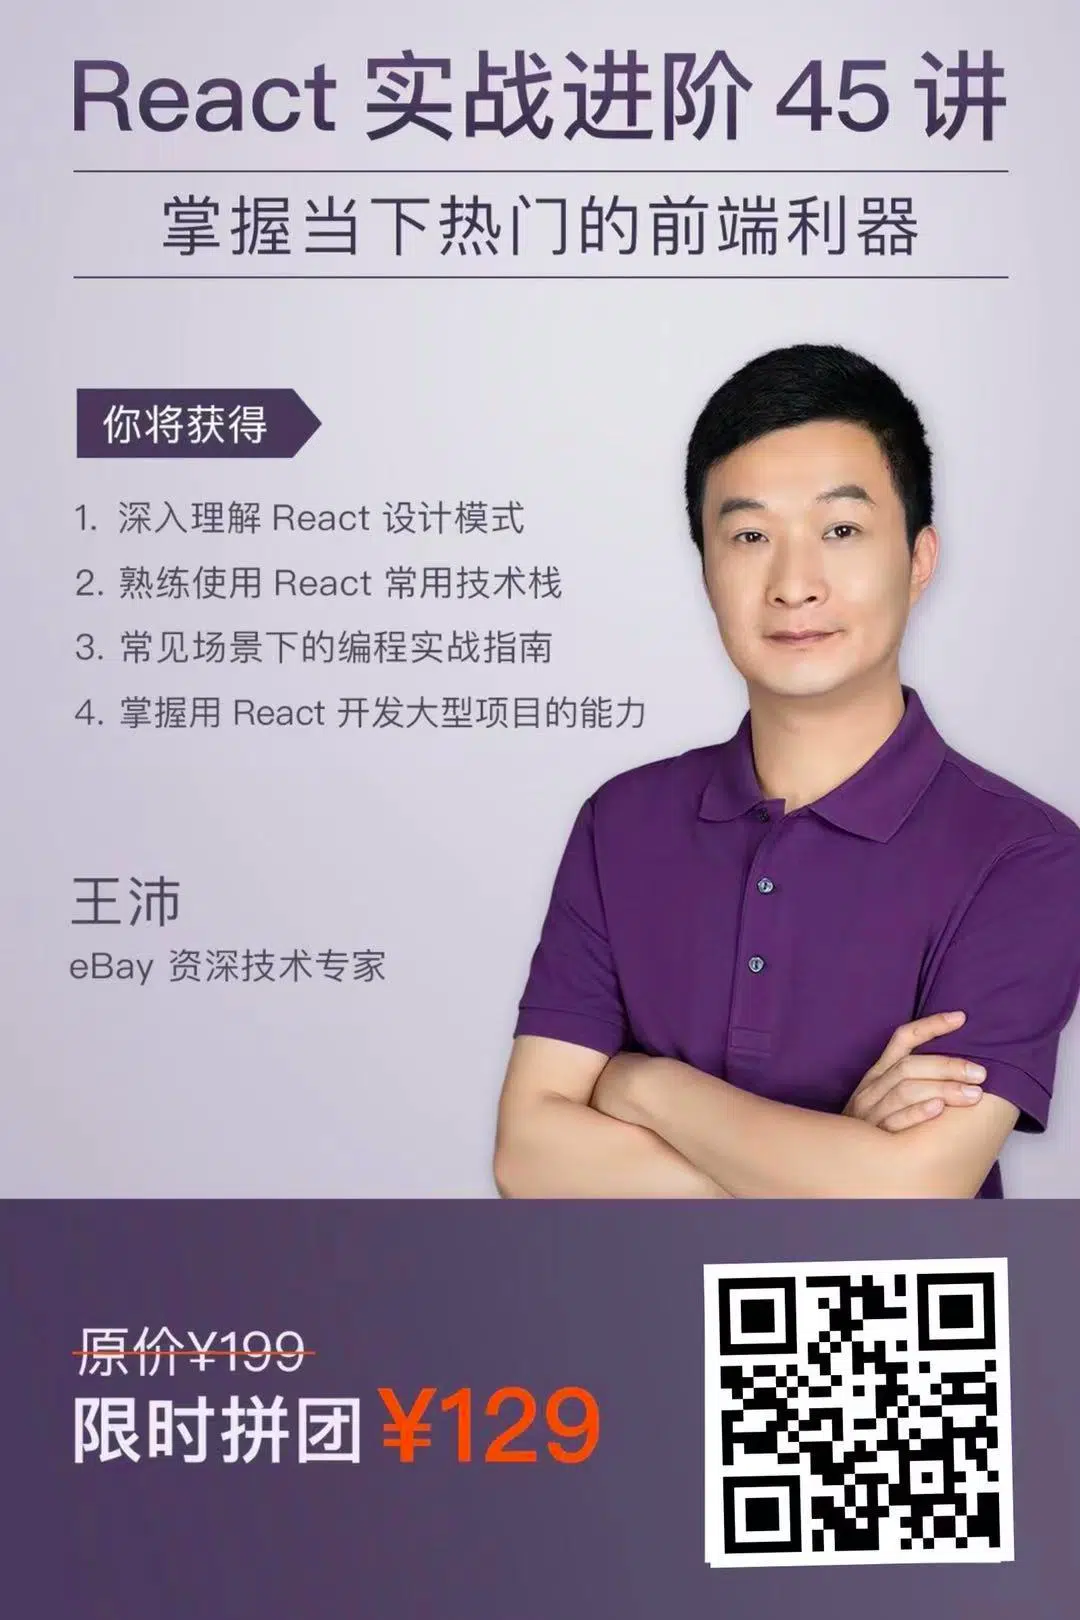 React 实战进阶 45 讲
掌握当下热门的前端利器
你将获得
1. 深入理解 React 设计模式
2. 熟练使用 React 常用技术栈
3. 常见场景下的编程实战指南
4. 掌握用 React 开发大型项目的能力
王沛
eBay 资深技术专家
原价¥199
限时拼团 ¥129